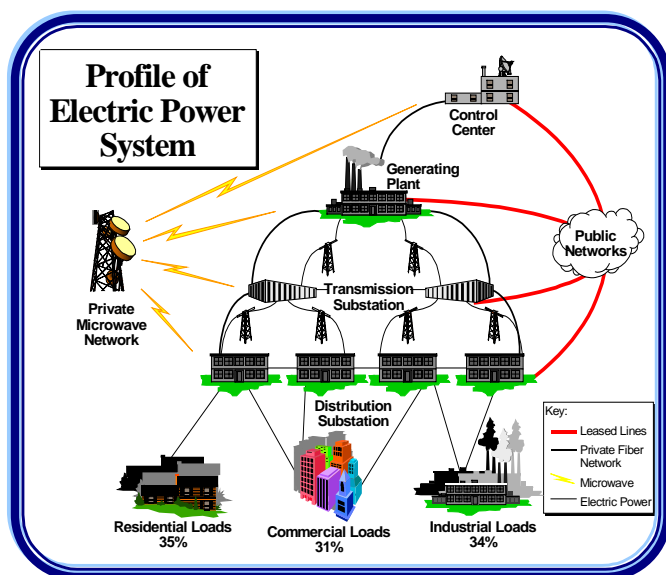 Profile of
Electric Power
System
Control
Center
Generating
Plant
Public
Networks
Transmission
Substation
Private
Microwave
Network
Distribution
Substation
Key:
Leased Lines
Private Fiber
Network
Microwave
Electric Power
Residential Loads
35%
Commercial Loads
31%
Industrial Loads
34%